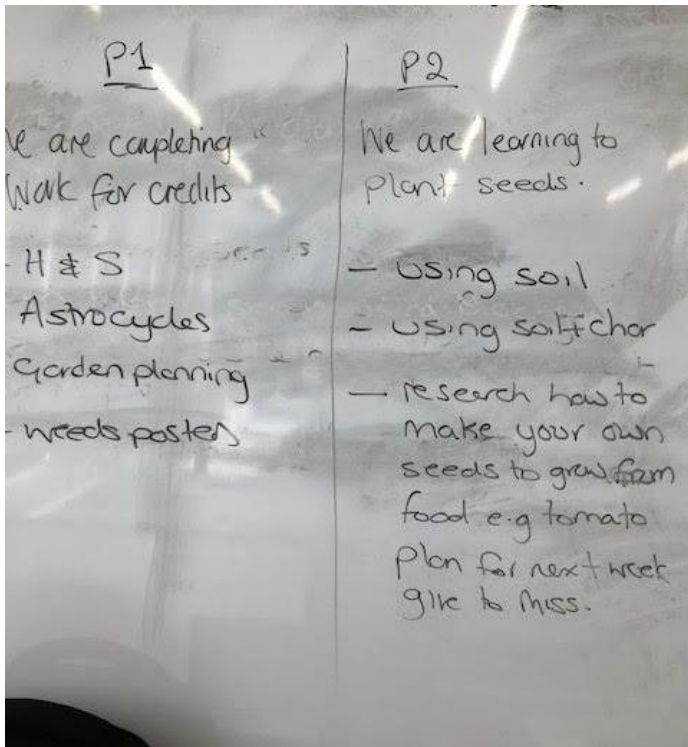 P1
We are completing
Work for credits
- H & S
Astrocycles
Garden planning
- weeds posters
P2
We are learning to
plant seeds.
- using soil
- using soil + char
- research how to
make your own
seeds to grow from
food e.g tomato
plan for next week
give to miss.